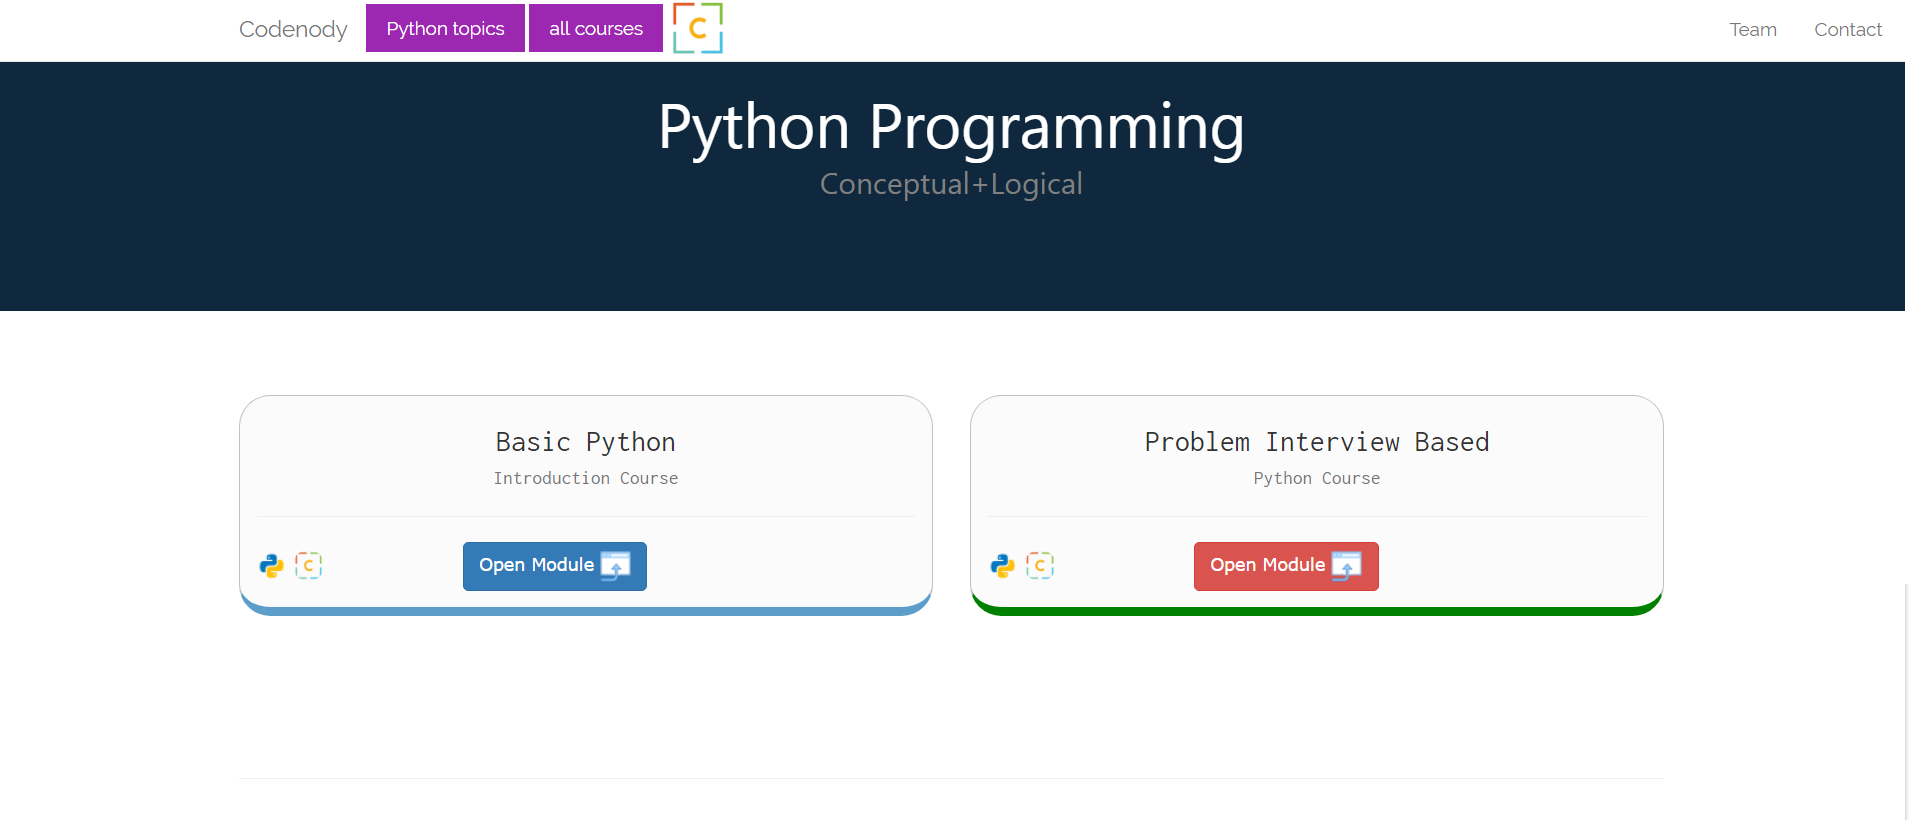 Codenody Python topics all courses C Team Contact
Python Programming
Conceptual+Logical
Basic Python
Introduction Course
C Open Module
Problem Interview Based
Python Course
C Open Module